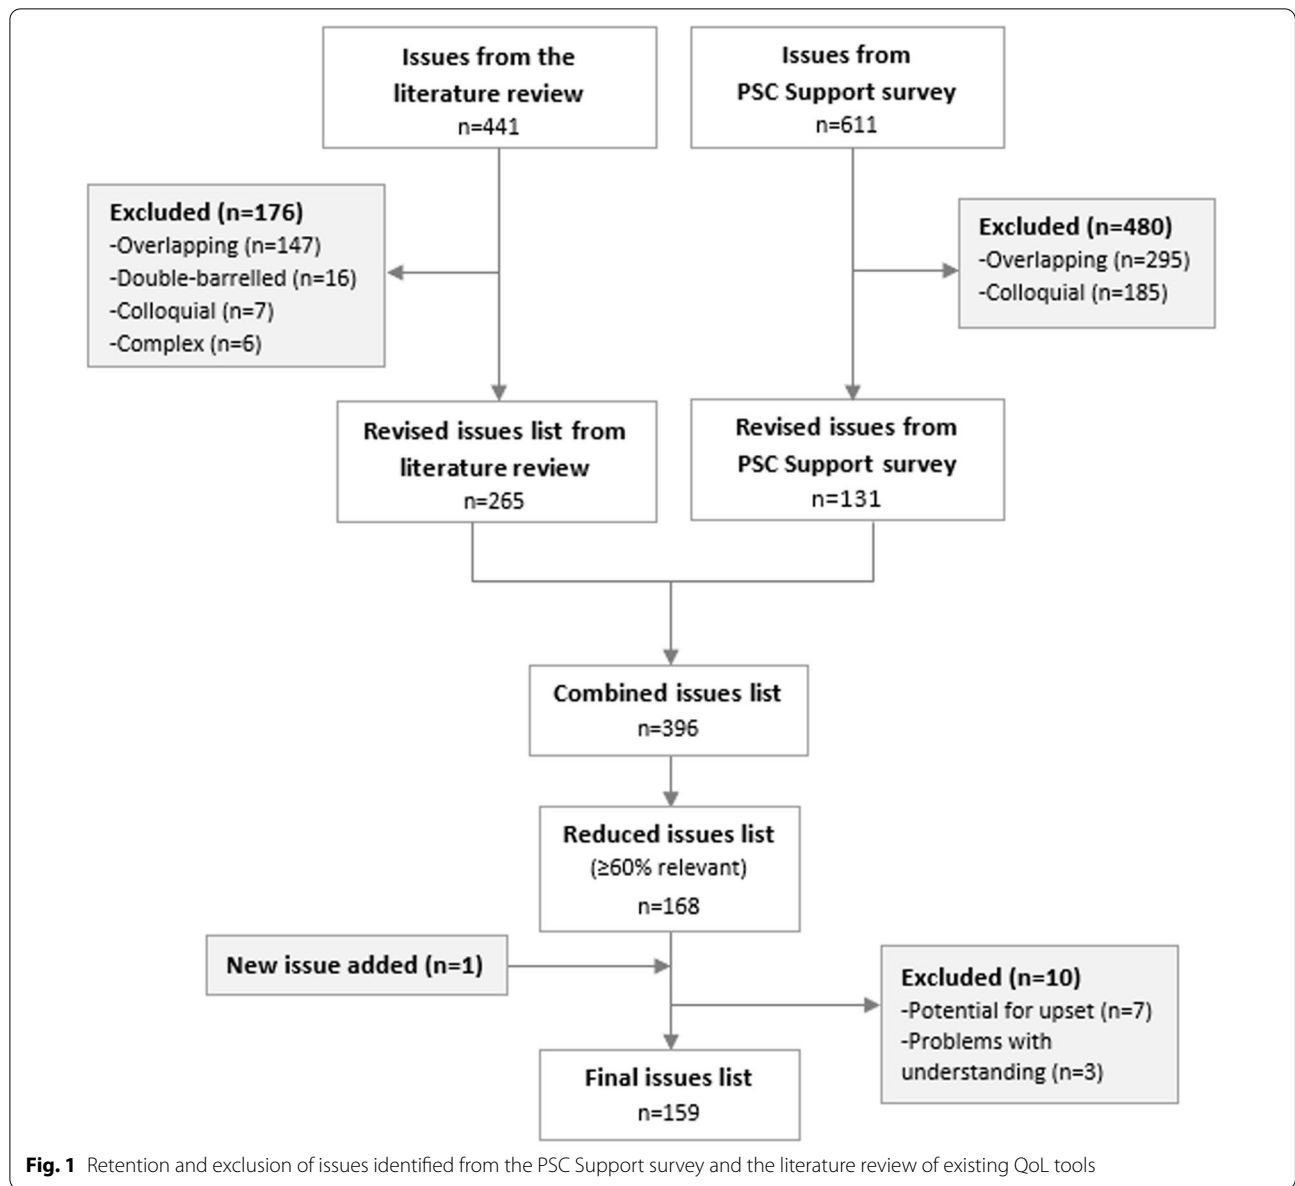 Issues from the
literature review
n=441
Issues from
PSC Support survey
n=611
Excluded (n=176)
-Overlapping (n=147)
-Double-barrelled (n=16)
-Colloquial (n=7)
-Complex (n=6)
Excluded (n=480)
-Overlapping (n=295)
-Colloquial (n=185)
Revised issues list from
literature review
n=265
Revised issues from
PSC Support survey
n=131
Combined issues list
n=396
Reduced issues list
(≥60% relevant)
n=168
New issue added (n=1)
Excluded (n=10)
-Potential for upset (n=7)
-Problems with
understanding (n=3)
Final issues list
n=159
Fig. 1 Retention and exclusion of issues identified from the PSC Support survey and the literature review of existing QoL tools